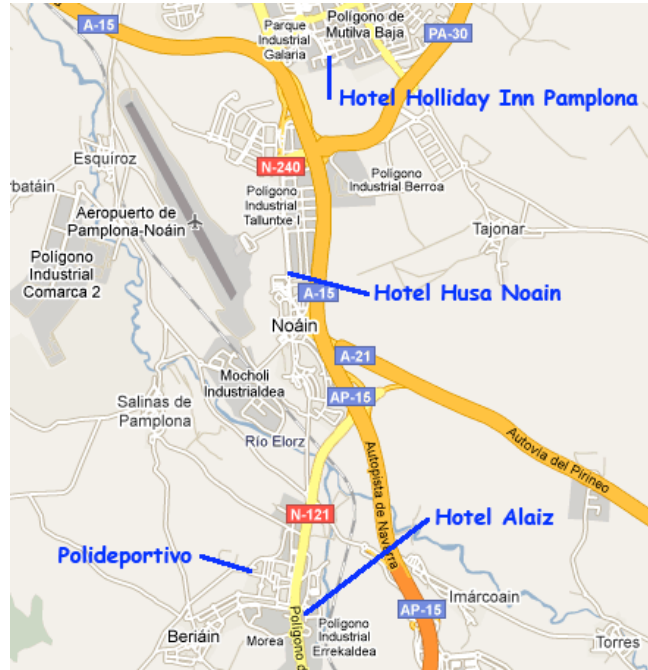 A-15
Parque
Industrial
Galaria
Polígono de
Mutilva Baja
PA-30
Hotel Holliday Inn Pamplona
Esquíroz
N-240
Polígono
Industrial Berroa
rbatáin
Polígono
Industrial
Talluntxe I
Aeropuerto de
Pamplona-Noáin
Tajonar
Polígono
Industrial
Comarca 2
A-15
Hotel Husa Noain
Noáin
A-21
Mocholi
Industrialdea
AP-15
Salinas de
Pamplona
Río Elorz
Autovía del Pirineo
Autopista de Navarra
N-121
Hotel Alaiz
Polideportivo
Imárcoain
AP-15
Beriáin
Morea
Polígono d
Polígono
Industrial
Errekaldea
Torres